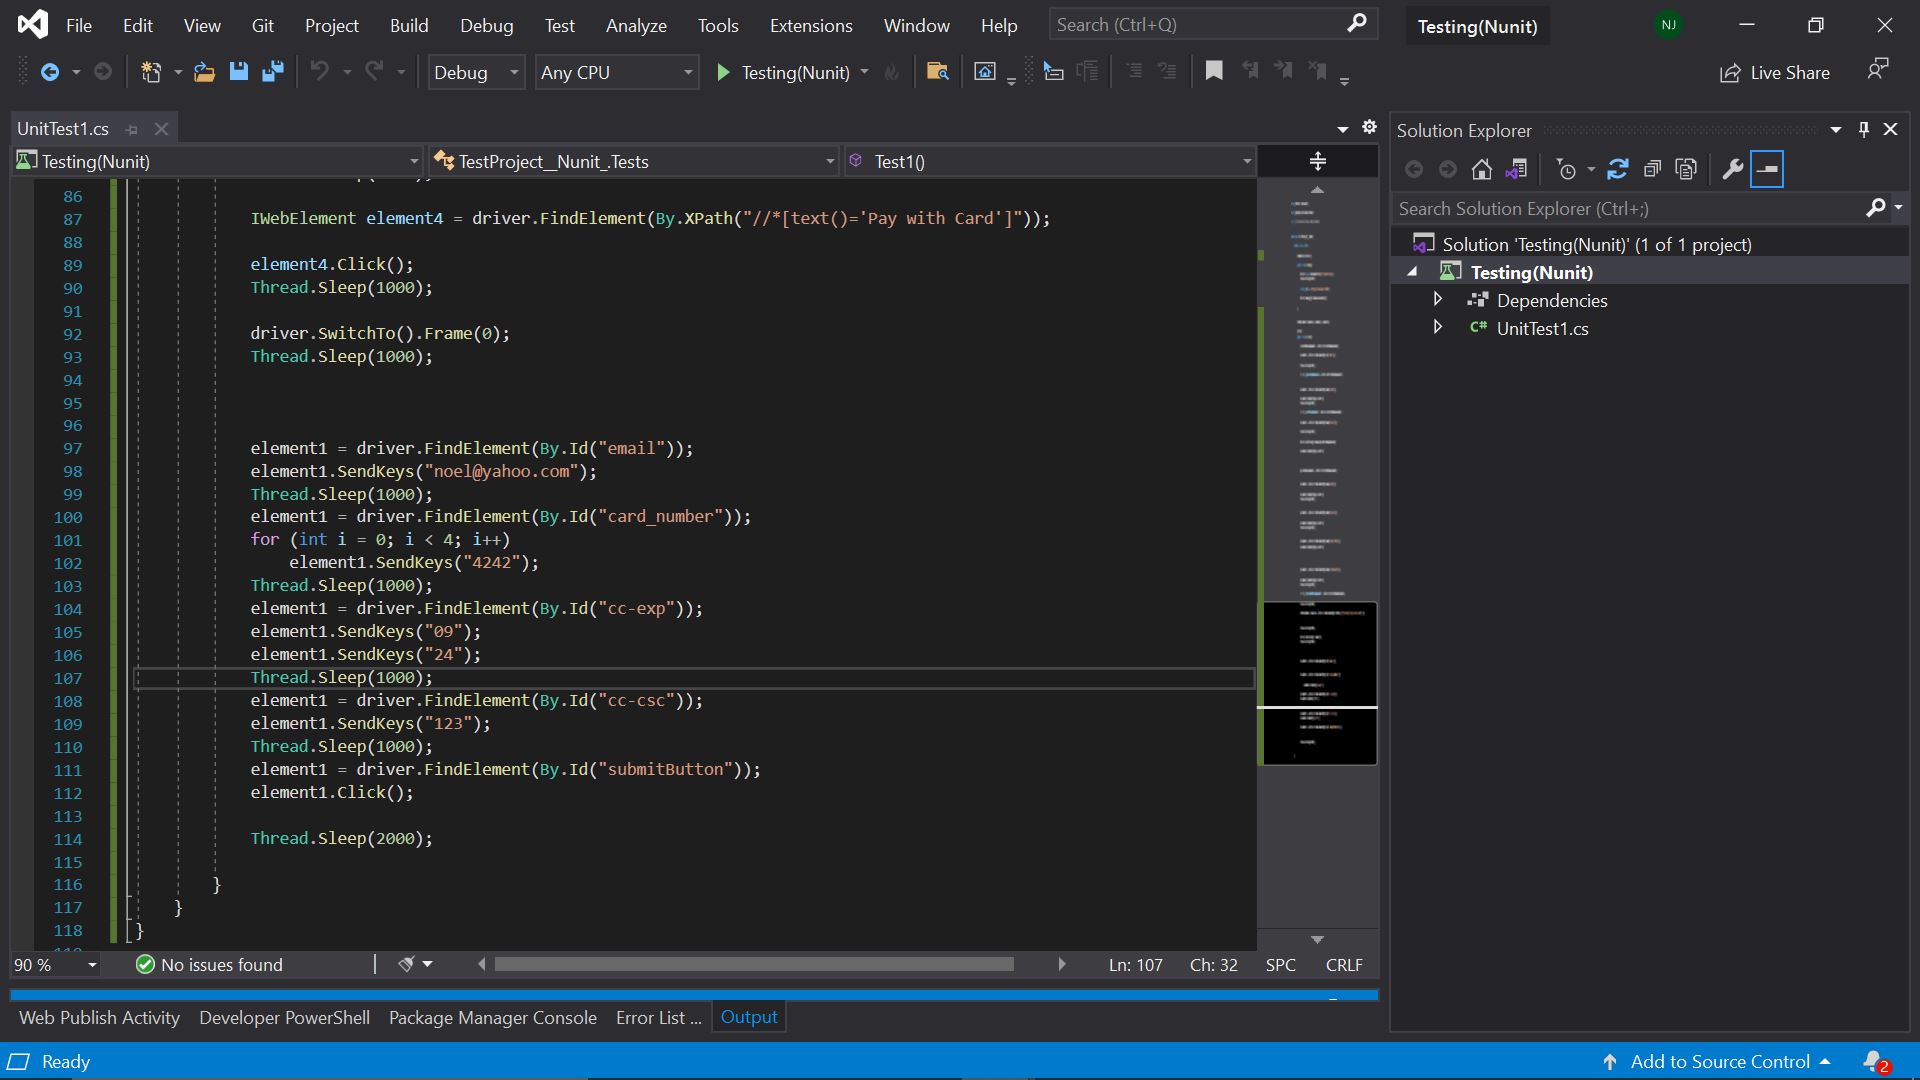 File Edit View Git Project Build Debug Test Analyze Tools Extensions Window Help Search (Ctrl+Q) Testing(Nunit) NJ
Debug Any CPU Testing(Nunit) Live Share
UnitTest1.cs
Testing(Nunit) TestProject__Nunit_.Tests Test1()
86
87 IWebElement element4 = driver.FindElement(By.XPath("//*[text()='Pay with Card']"));
88
89 element4.Click();
90 Thread.Sleep(1000);
91
92 driver.SwitchTo().Frame(0);
93 Thread.Sleep(1000);
94
95
96
97 element1 = driver.FindElement(By.Id("email"));
98 element1.SendKeys("noel@yahoo.com");
99 Thread.Sleep(1000);
100 element1 = driver.FindElement(By.Id("card_number"));
101 for (int i = 0; i < 4; i++)
102 element1.SendKeys("4242");
103 Thread.Sleep(1000);
104 element1 = driver.FindElement(By.Id("cc-exp"));
105 element1.SendKeys("09");
106 element1.SendKeys("24");
107 Thread.Sleep(1000);
108 element1 = driver.FindElement(By.Id("cc-csc"));
109 element1.SendKeys("123");
110 Thread.Sleep(1000);
111 element1 = driver.FindElement(By.Id("submitButton"));
112 element1.Click();
113
114 Thread.Sleep(2000);
115
116 }
117 }
118 }
90 % No issues found Ln: 107 Ch: 32 SPC CRLF
Web Publish Activity Developer PowerShell Package Manager Console Error List ... Output
Solution Explorer
Search Solution Explorer (Ctrl+;)
Solution 'Testing(Nunit)' (1 of 1 project)
Testing(Nunit)
Dependencies
C# UnitTest1.cs
Ready Add to Source Control 2